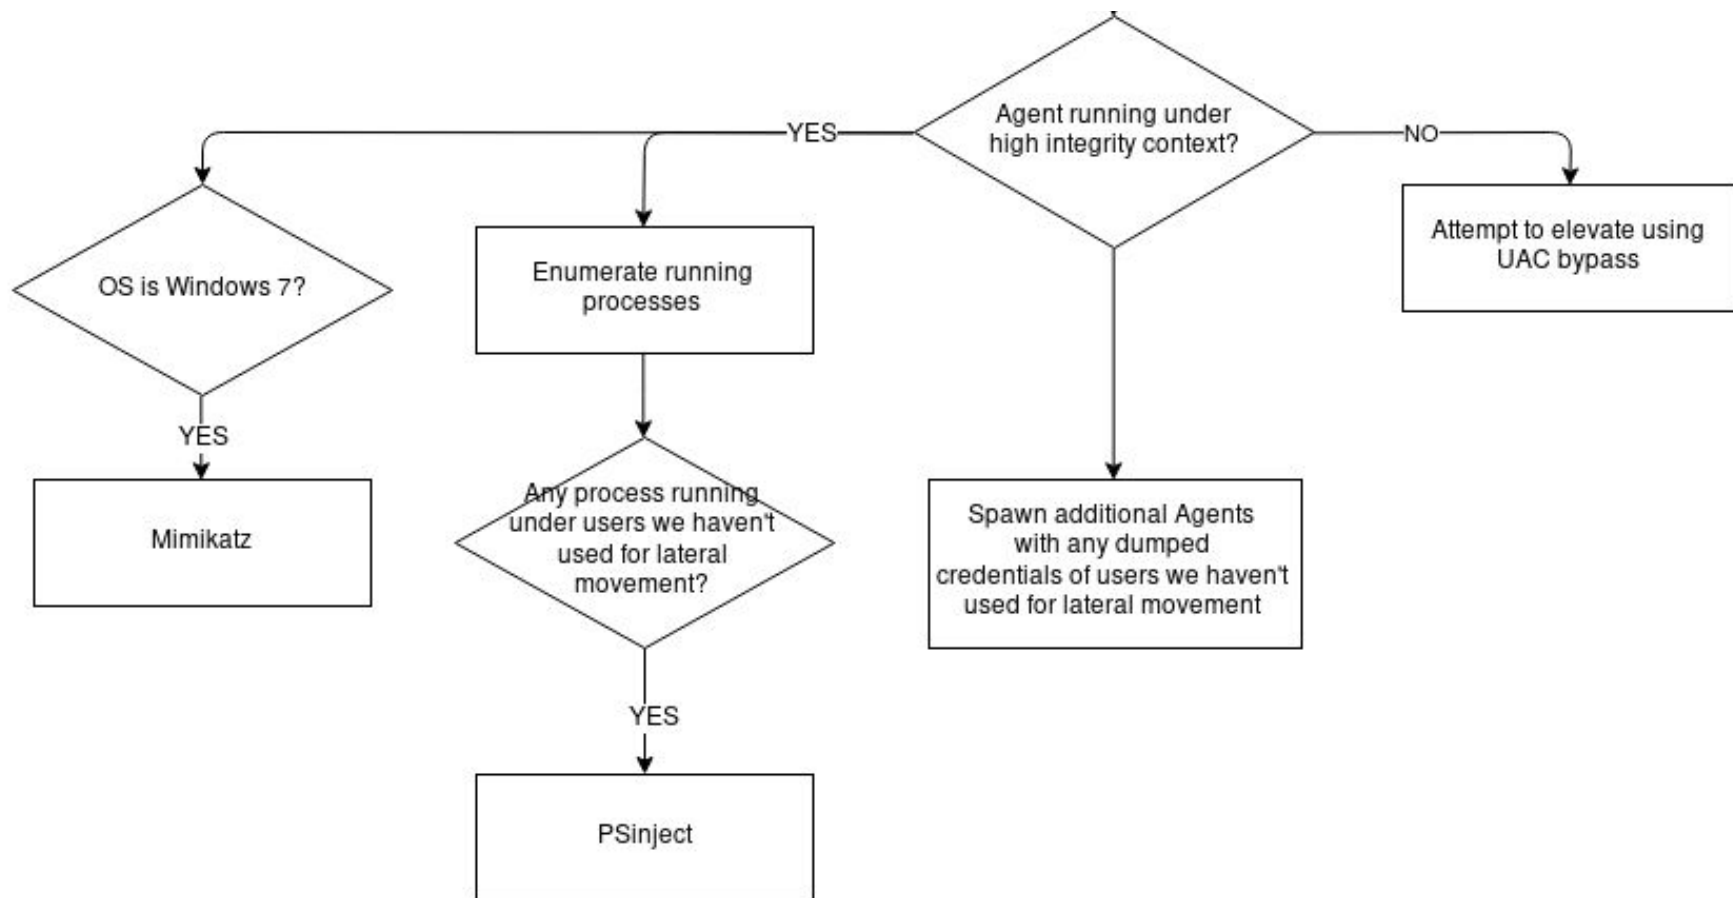 Agent running under
high integrity context?
YES
NO
OS is Windows 7?
Enumerate running
processes
Attempt to elevate using
UAC bypass
YES
Mimikatz
Any process running
under users we haven't
used for lateral
movement?
Spawn additional Agents
with any dumped
credentials of users we haven't
used for lateral movement
YES
PSinject